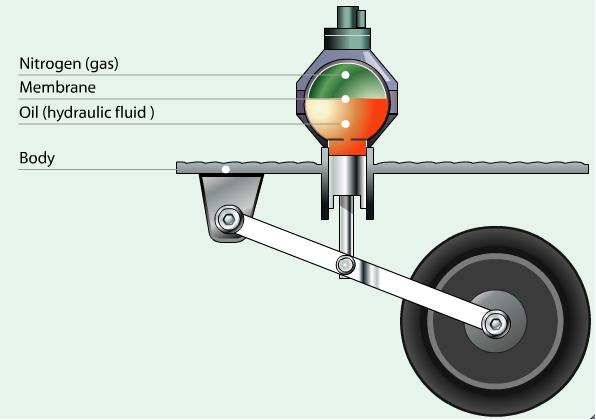 Nitrogen (gas)
Membrane
Oil (hydraulic fluid )
Body